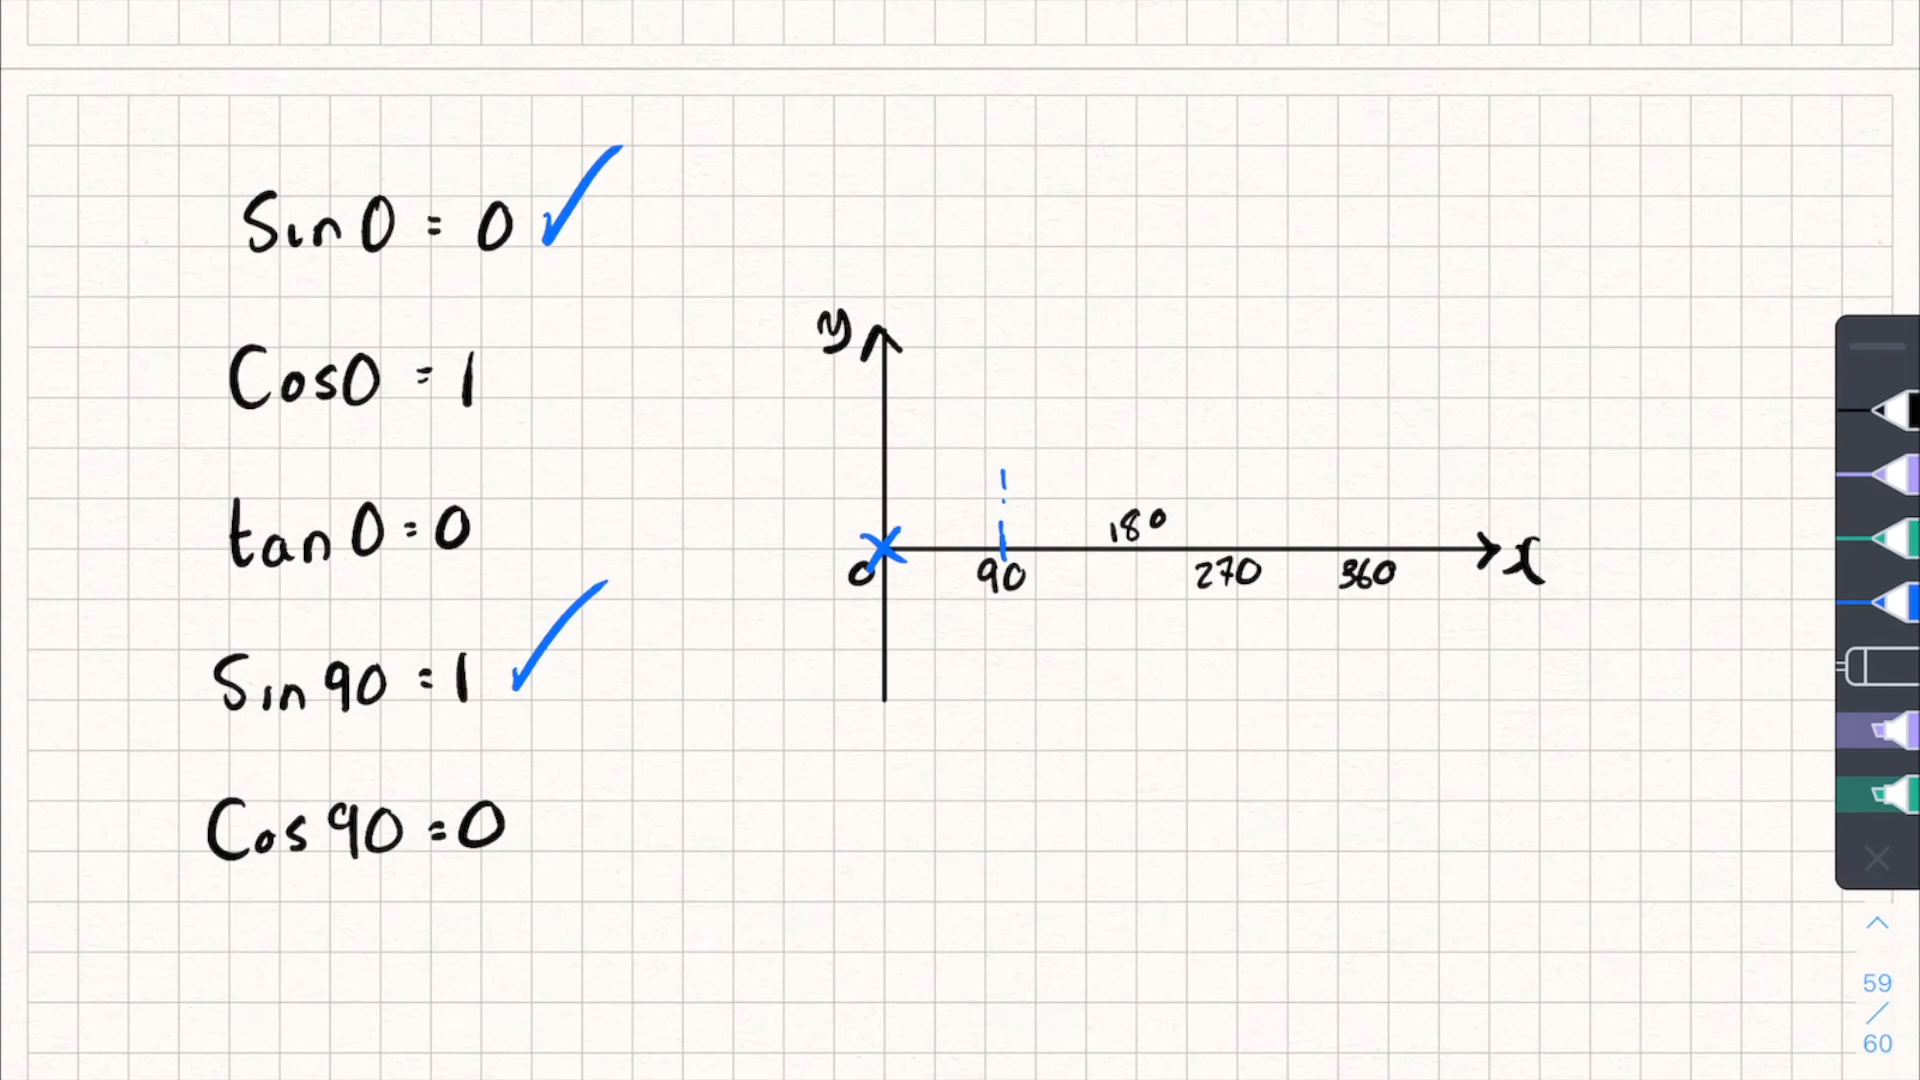 Sin 0 = 0
Cos 0 = 1
tan 0 = 0
Sin 90 = 1
Cos 90 = 0
y
180
0
90
270
360
x
59
/
60